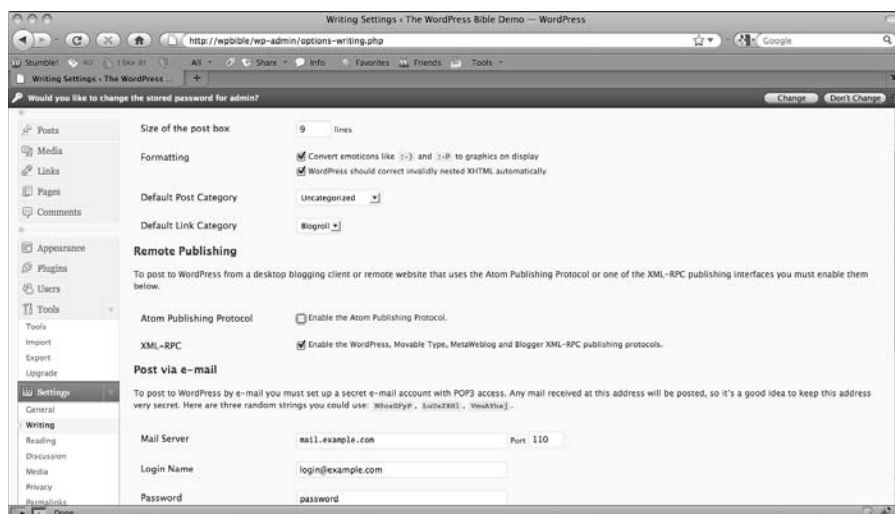 Writing Settings ‹ The WordPress Bible Demo — WordPress
http://wpbible/wp-admin/options-writing.php
Google
Stumble! I like it! All Share Info Favorites Friends Tools
Writing Settings ‹ The WordPress ...
Would you like to change the stored password for admin? Change Don't Change
Posts
Media
Links
Pages
Comments
Appearance
Plugins
Users
Tools
Tools
Import
Export
Upgrade
Settings
General
Writing
Reading
Discussion
Media
Privacy
Permalinks
Size of the post box 9 lines
Formatting
Convert emoticons like :-) and :-P to graphics on display
WordPress should correct invalidly nested XHTML automatically
Default Post Category Uncategorized
Default Link Category Blogroll
Remote Publishing
To post to WordPress from a desktop blogging client or remote website that uses the Atom Publishing Protocol or one of the XML-RPC publishing interfaces you must enable them
below.
Atom Publishing Protocol Enable the Atom Publishing Protocol.
XML-RPC Enable the WordPress, Movable Type, MetaWeblog and Blogger XML-RPC publishing protocols.
Post via e-mail
To post to WordPress by e-mail you must set up a secret e-mail account with POP3 access. Any mail received at this address will be posted, so it's a good idea to keep this address
very secret. Here are three random strings you could use:
Mail Server mail.example.com Port 110
Login Name login@example.com
Password password
Done